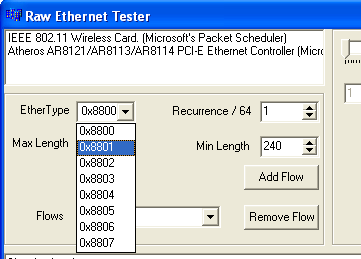 Raw Ethernet Tester
IEEE 802.11 Wireless Card. (Microsoft's Packet Scheduler)
Atheros AR8121/AR8113/AR8114 PCI-E Ethernet Controller (Micro
EtherType 0x8800 Recurrence / 64 1
0x8800
Max Length 0x8801 Min Length 240
0x8802
0x8803 Add Flow
0x8804
Flows 0x8805 Remove Flow
0x8806
0x8807